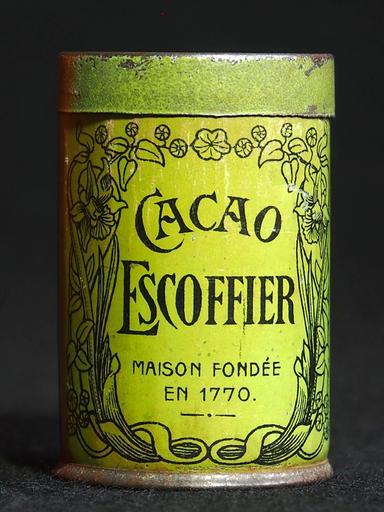 CACAO
ESCOFFIER
MAISON FONDÉE
EN 1770.